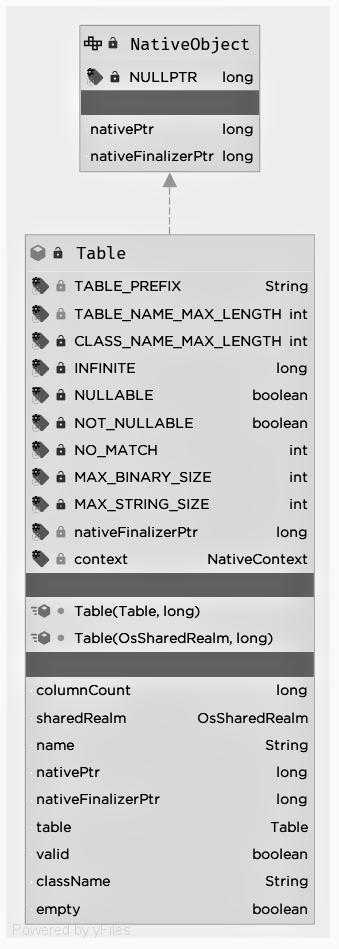 NativeObject
NULLPTR long
nativePtr long
nativeFinalizerPtr long
Table
TABLE_PREFIX String
TABLE_NAME_MAX_LENGTH int
CLASS_NAME_MAX_LENGTH int
INFINITE long
NULLABLE boolean
NOT_NULLABLE boolean
NO_MATCH int
MAX_BINARY_SIZE int
MAX_STRING_SIZE int
nativeFinalizerPtr long
context NativeContext
Table(Table, long)
Table(OsSharedRealm, long)
columnCount long
sharedRealm OsSharedRealm
name String
nativePtr long
nativeFinalizerPtr long
table Table
valid boolean
className String
empty boolean
Powered by yFiles